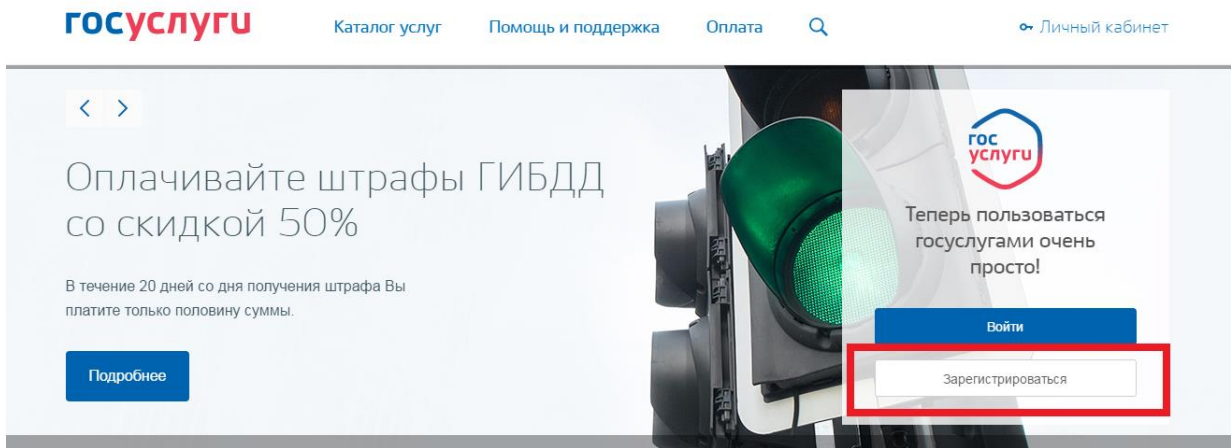 госуслуги
Каталог услуг
Помощь и поддержка
Оплата
Личный кабинет
Оплачивайте штрафы ГИБДД
со скидкой 50%
В течение 20 дней со дня получения штрафа Вы
платите только половину суммы.
Подробнее
гос
услуги
Теперь пользоваться
госуслугами очень
просто!
Войти
Зарегистрироваться